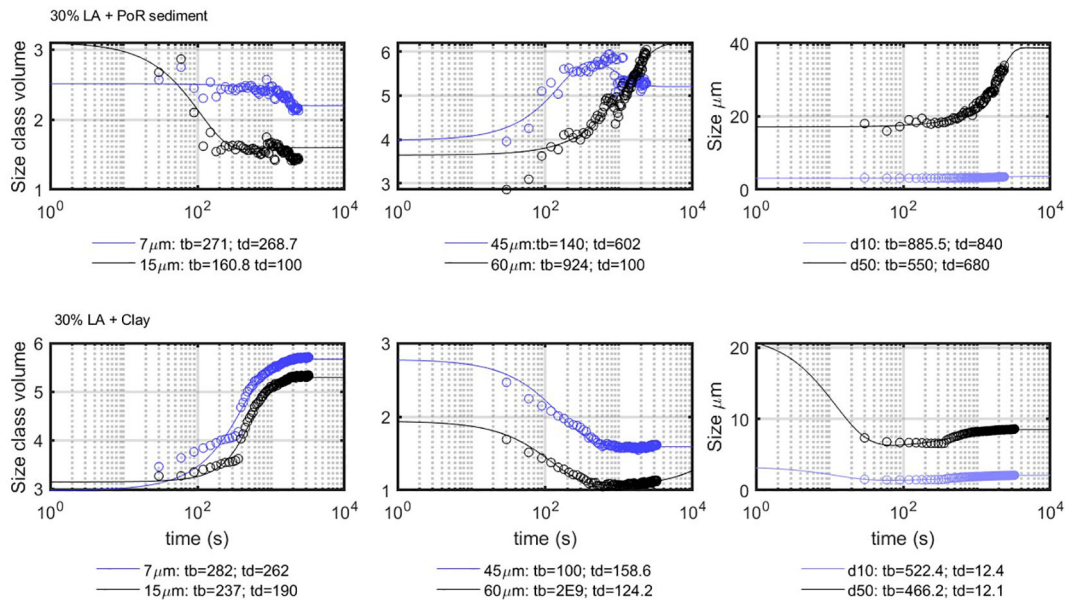 30% LA + PoR sediment
Size class volume
3
2
1
10^0 10^2 10^4
6
5
4
3
10^0 10^2 10^4
Size μm
40
20
0
10^0 10^2 10^4
7μm: tb=271; td=268.7
15μm: tb=160.8 td=100
45μm:tb=140; td=602
60μm: tb=924; td=100
d10: tb=885.5; td=840
d50: tb=550; td=680
30% LA + Clay
Size class volume
6
5
4
3
10^0 10^2 10^4
time (s)
3
2
1
10^0 10^2 10^4
time (s)
Size μm
20
10
0
10^0 10^2 10^4
time (s)
7μm: tb=282; td=262
15μm: tb=237; td=190
45μm: tb=100; td=158.6
60μm: tb=2E9; td=124.2
d10: tb=522.4; td=12.4
d50: tb=466.2; td=12.1